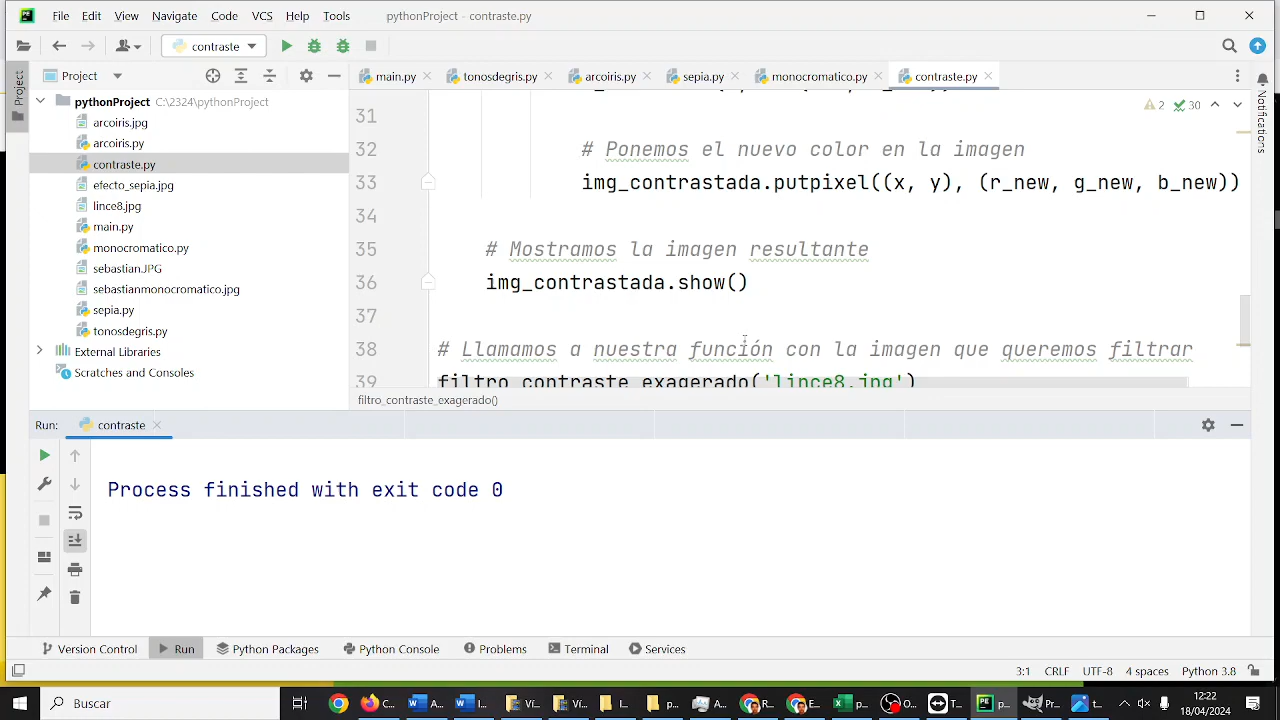 File Edit View Navigate Code VCS Help Tools pythonProject - contraste.py
contraste
Project main.py tonosdegris.py arcoiris.py sepia.py monocromatico.py contraste.py
Project
Notifications
pythonProject C:\2324\pythonProject
arcoiris.jpg
arcoiris.py
contraste.py
efecto_sepia.jpg
lince8.jpg
main.py
monocromatico.py
sebastian.JPG
sebastianmonocromatico.jpg
sepia.py
tonosdegris.py
External Libraries
Scratches and Consoles
2 30
31
32 # Ponemos el nuevo color en la imagen
33 img_contrastada.putpixel((x, y), (r_new, g_new, b_new))
34
35 # Mostramos la imagen resultante
36 img_contrastada.show()
37
38 # Llamamos a nuestra función con la imagen que queremos filtrar
39 filtro_contraste_exagerado('lince8.jpg')
filtro_contraste_exagerado()
Run: contraste
Process finished with exit code 0
Version Control Run Python Packages Python Console Problems Terminal Services
3:1 CRLF UTF-8 4 spaces Python 3.8
Buscar C... A... I... Vi... Vi... I... p... A... R... E... p... O... T... p... Pr... t... 12:22
18/04/2024